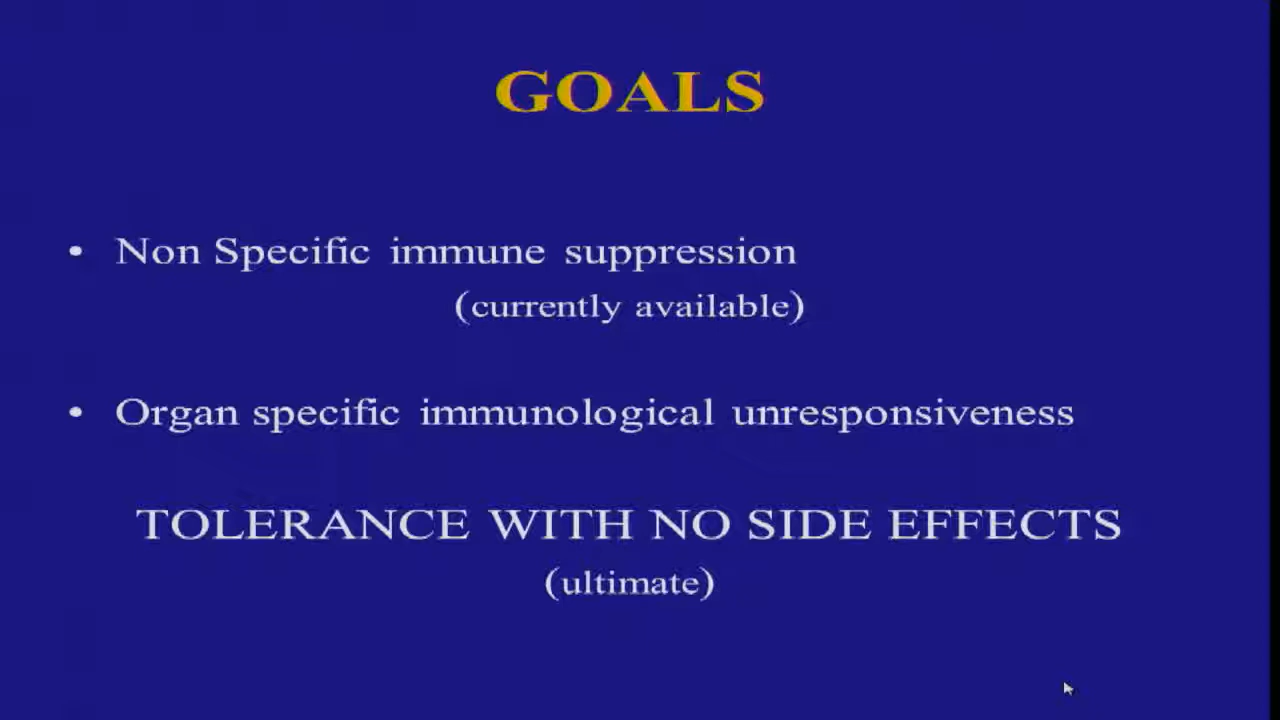 GOALS
• Non Specific immune suppression
(currently available)
• Organ specific immunological unresponsiveness
TOLERANCE WITH NO SIDE EFFECTS
(ultimate)